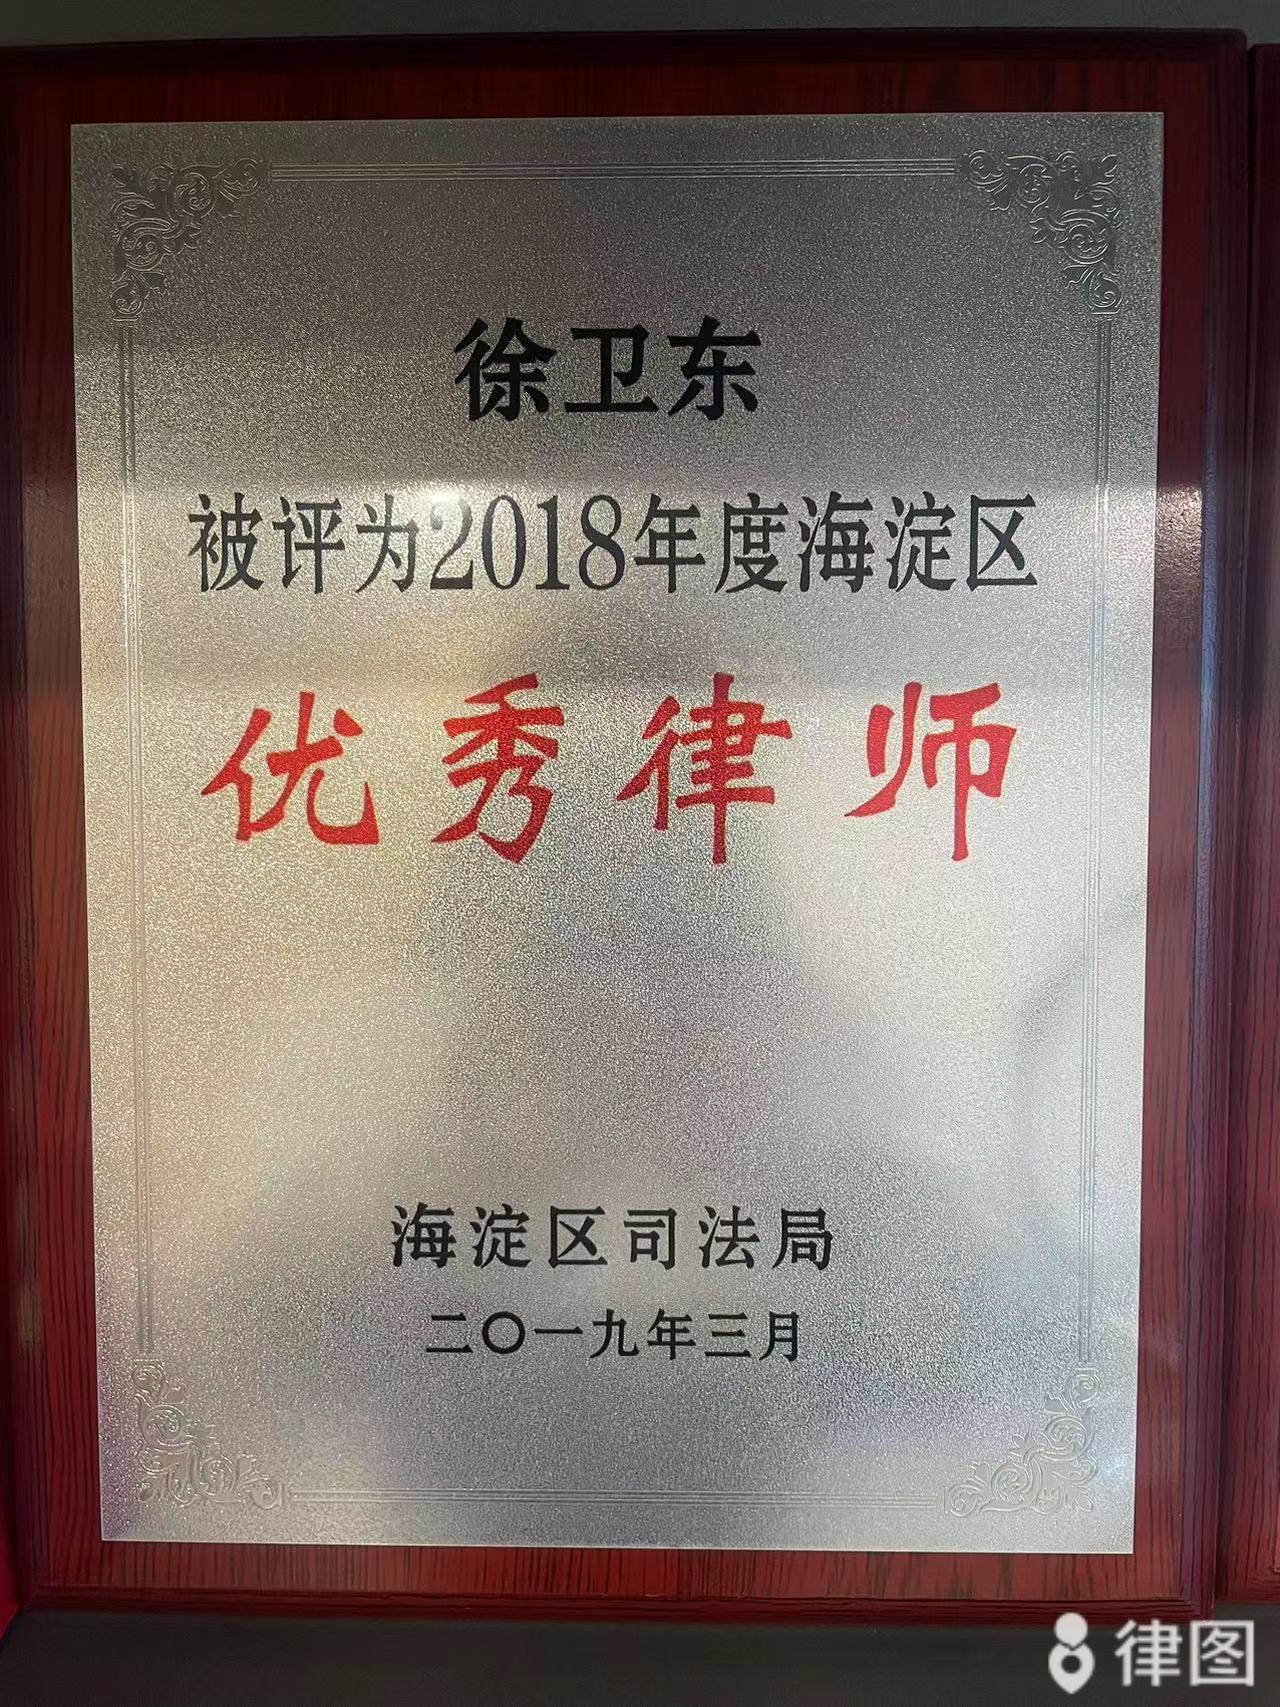 徐卫东
被评为2018年度海淀区
优秀律师
海淀区司法局
二〇一九年三月
律图